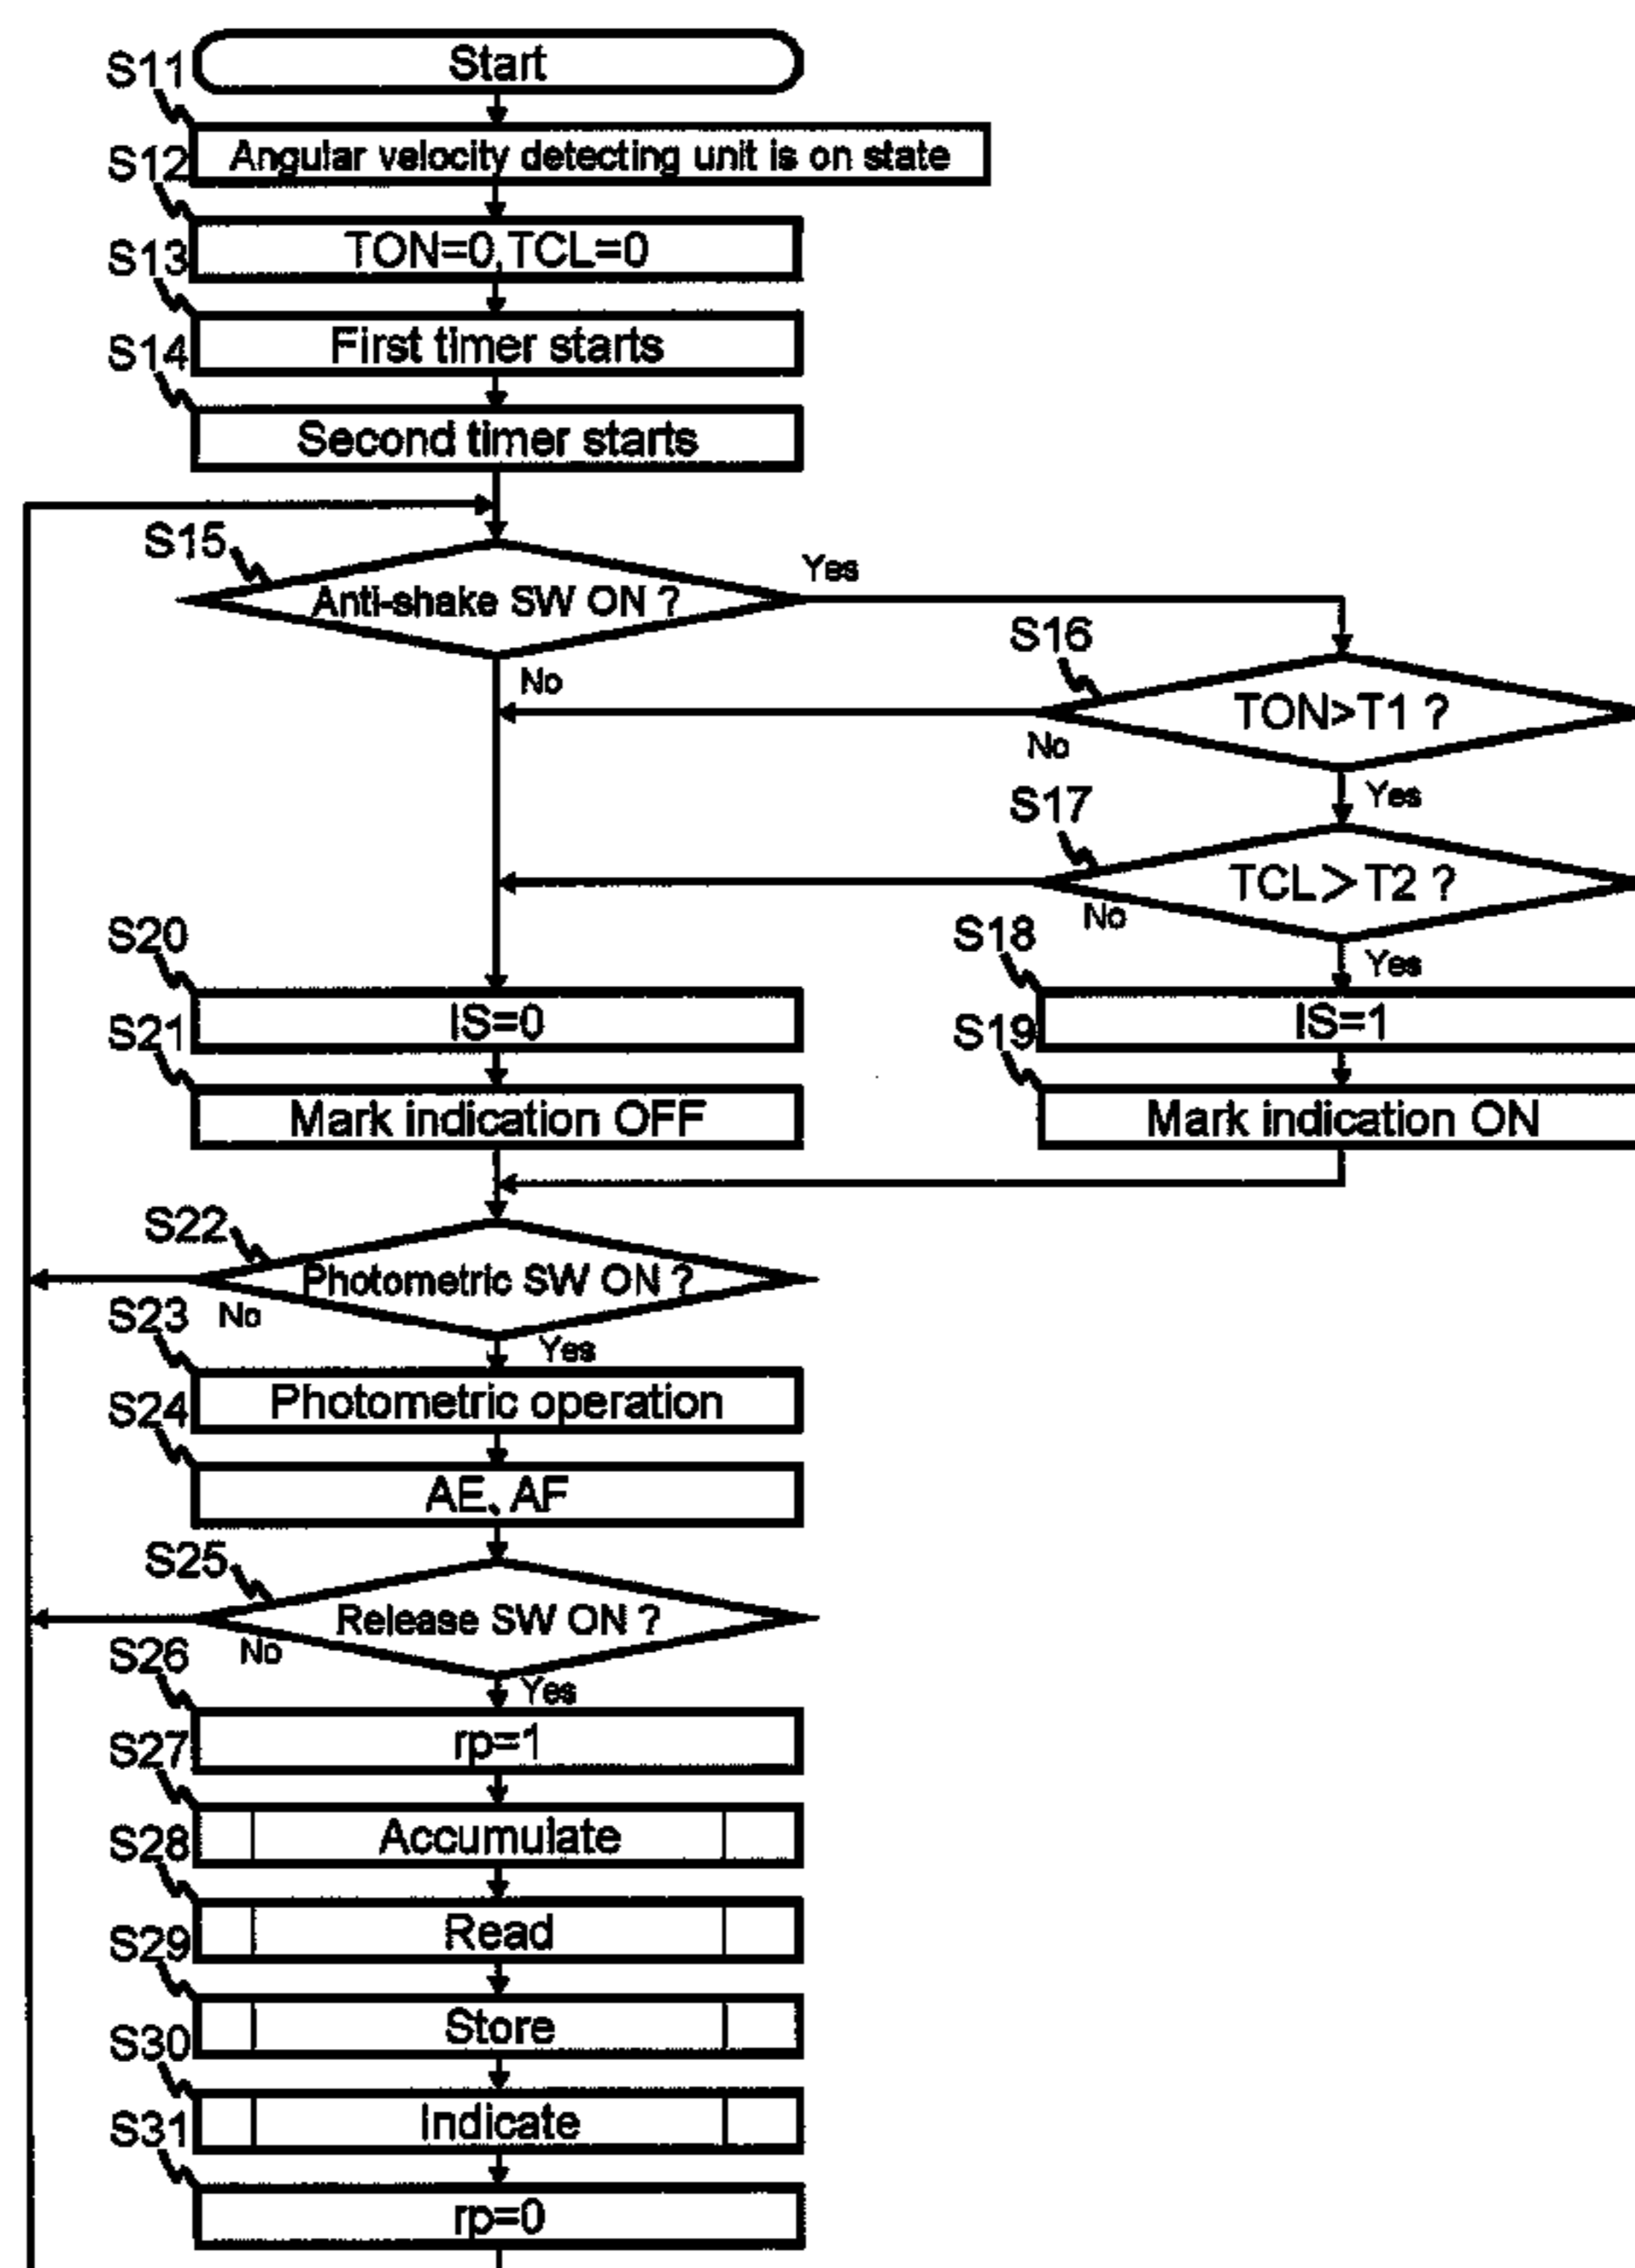 Start
S11
Angular velocity detecting unit is on state
S12
TON=0, TCL=0
S13
First timer starts
S14
Second timer starts
S15
Anti-shake SW ON ?
Yes
No
S16
TON>T1 ?
No
Yes
S17
TCL>T2 ?
No
Yes
S20
IS=0
S18
IS=1
S21
Mark indication OFF
S19
Mark indication ON
S22
Photometric SW ON ?
No
Yes
S23
Photometric operation
S24
AE、AF
S25
Release SW ON ?
No
Yes
S26
rp=1
S27
Accumulate
S28
Read
S29
Store
S30
Indicate
S31
rp=0